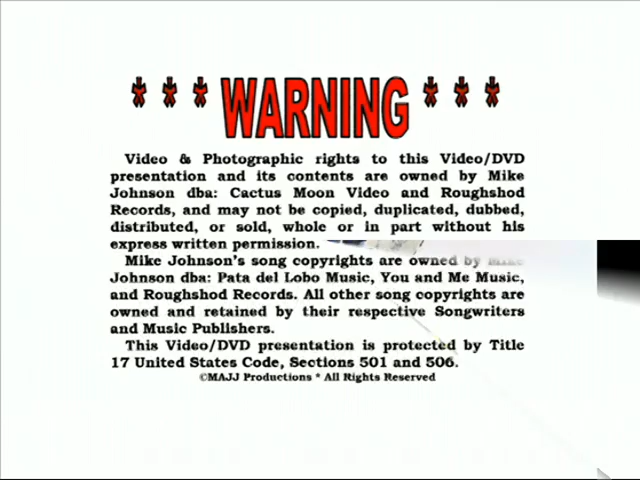 * * * WARNING * * *
Video & Photographic rights to this Video/DVD
presentation and its contents are owned by Mike
Johnson dba: Cactus Moon Video and Roughshod
Records, and may not be copied, duplicated, dubbed,
distributed, or sold, whole or in part without his
express written permission.
Mike Johnson's song copyrights are owned by Mike
Johnson dba: Pata del Lobo Music, You and Me Music,
and Roughshod Records. All other song copyrights are
owned and retained by their respective Songwriters
and Music Publishers.
This Video/DVD presentation is protected by Title
17 United States Code, Sections 501 and 506.
©MAJJ Productions * All Rights Reserved